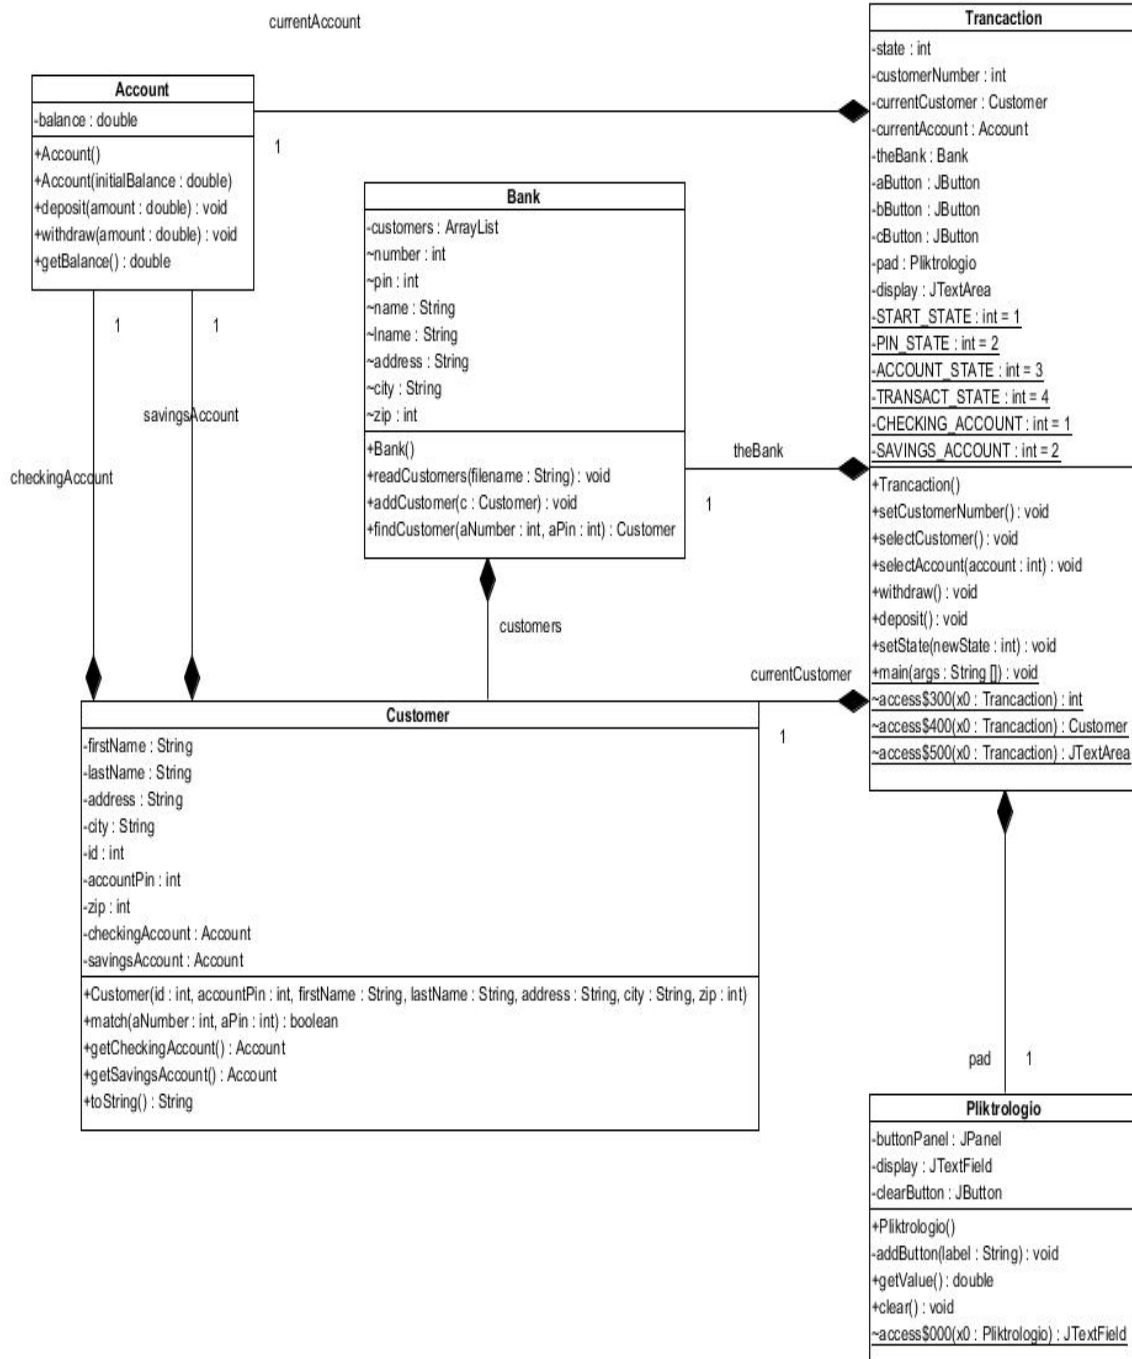 currentAccount
Trancaction
-state : int
-customerNumber : int
-currentCustomer : Customer
-currentAccount : Account
-theBank : Bank
-aButton : JButton
-bButton : JButton
-cButton : JButton
-pad : Pliktrologio
-display : JTextArea
-START_STATE : int = 1
-PIN_STATE : int = 2
-ACCOUNT_STATE : int = 3
-TRANSACT_STATE : int = 4
-CHECKING_ACCOUNT : int = 1
-SAVINGS_ACCOUNT : int = 2
+Trancaction()
+setCustomerNumber() : void
+selectCustomer() : void
+selectAccount(account : int) : void
+withdraw() : void
+deposit() : void
+setState(newState : int) : void
+main(args : String []) : void
~access$300(x0 : Trancaction) : int
~access$400(x0 : Trancaction) : Customer
~access$500(x0 : Trancaction) : JTextArea
Account
-balance : double
+Account()
+Account(initialBalance : double)
+deposit(amount : double) : void
+withdraw(amount : double) : void
+getBalance() : double
1
1
1
savingsAccount
checkingAccount
Bank
-customers : ArrayList
~number : int
~pin : int
~name : String
~lname : String
~address : String
~city : String
~zip : int
+Bank()
+readCustomers(filename : String) : void
+addCustomer(c : Customer) : void
+findCustomer(aNumber : int, aPin : int) : Customer
theBank
1
customers
currentCustomer
1
Customer
-firstName : String
-lastName : String
-address : String
-city : String
-id : int
-accountPin : int
-zip : int
-checkingAccount : Account
-savingsAccount : Account
+Customer(id : int, accountPin : int, firstName : String, lastName : String, address : String, city : String, zip : int)
+match(aNumber : int, aPin : int) : boolean
+getCheckingAccount() : Account
+getSavingsAccount() : Account
+toString() : String
pad 1
Pliktrologio
-buttonPanel : JPanel
-display : JTextField
-clearButton : JButton
+Pliktrologio()
-addButton(label : String) : void
+getValue() : double
+clear() : void
~access$000(x0 : Pliktrologio) : JTextField